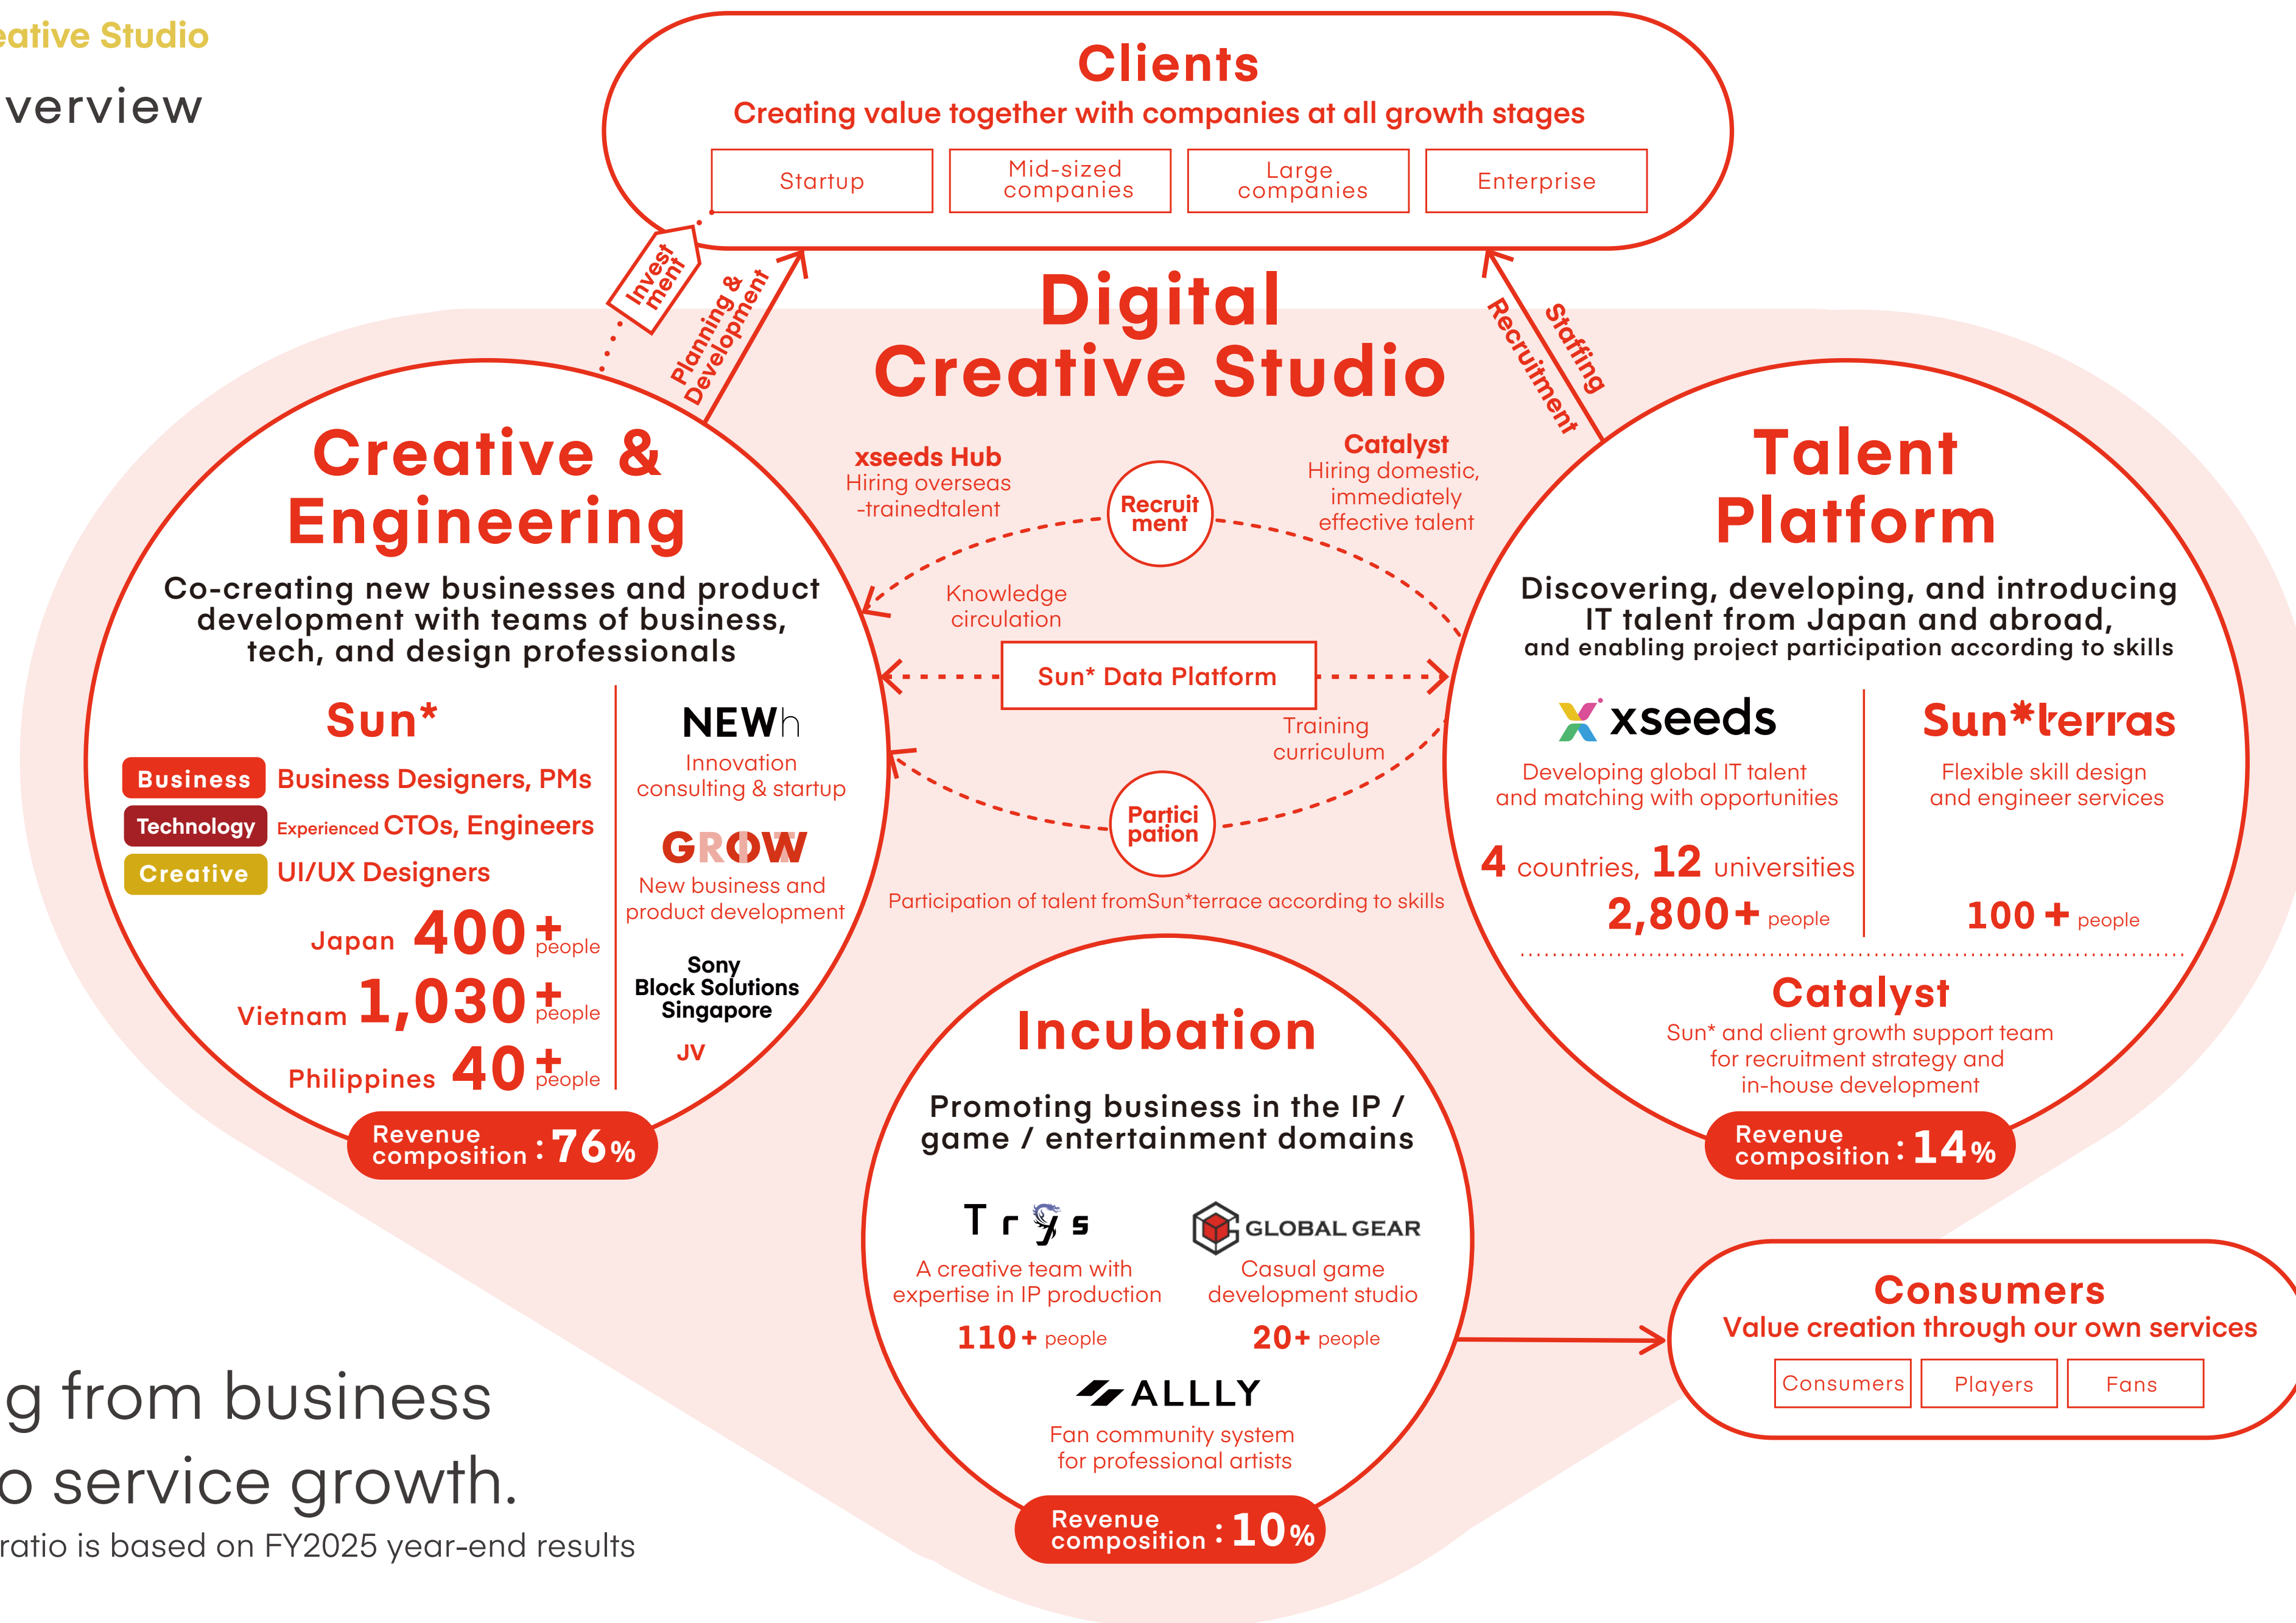 eative Studio
verview
Clients
Creating value together with companies at all growth stages
Startup
Mid-sized
companies
Large
companies
Enterprise
Invest
ment
Planning &
Development
Digital
Creative Studio
Recruitment
Staffing
Creative &
Engineering
Co-creating new businesses and product
development with teams of business,
tech, and design professionals
Sun*
Business Business Designers, PMs
Technology Experienced CTOs, Engineers
Creative UI/UX Designers
Japan 400+ people
Vietnam 1,030+ people
Philippines 40+ people
NEWh
Innovation
consulting & startup
GROW
New business and
product development
Sony
Block Solutions
Singapore
JV
Revenue
composition : 76%
xseeds Hub
Hiring overseas
-trainedtalent
Recruit
ment
Catalyst
Hiring domestic,
immediately
effective talent
Knowledge
circulation
Sun* Data Platform
Training
curriculum
Partici
pation
Participation of talent fromSun*terrace according to skills
Talent
Platform
Discovering, developing, and introducing
IT talent from Japan and abroad,
and enabling project participation according to skills
xseeds
Developing global IT talent
and matching with opportunities
4 countries, 12 universities
2,800+ people
Sun*terras
Flexible skill design
and engineer services
100 + people
Catalyst
Sun* and client growth support team
for recruitment strategy and
in-house development
Revenue
composition : 14%
Incubation
Promoting business in the IP /
game / entertainment domains
Trys
A creative team with
expertise in IP production
110+ people
GLOBAL GEAR
Casual game
development studio
20+ people
ALLLY
Fan community system
for professional artists
Revenue
composition : 10%
Consumers
Value creation through our own services
Consumers
Players
Fans
g from business
o service growth.
ratio is based on FY2025 year-end results